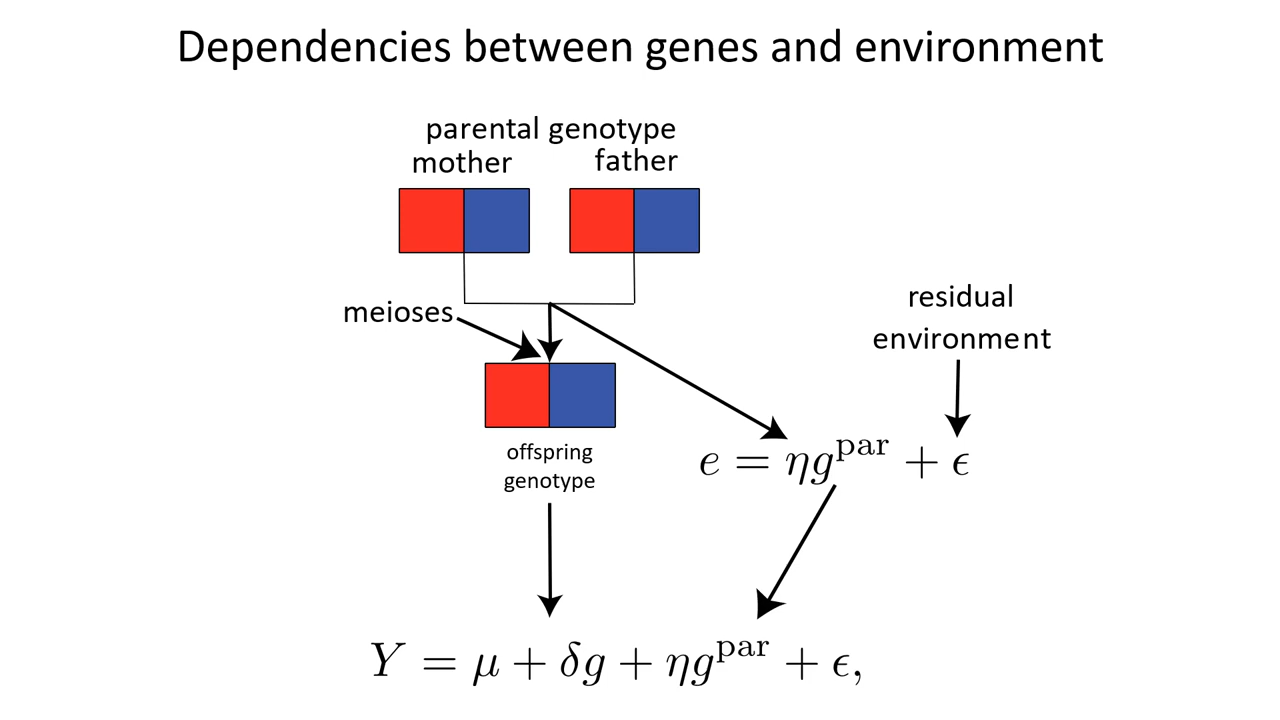 Dependencies between genes and environment
parental genotype
mother father
meioses
residual
environment
offspring
genotype
e = ηg^par + ϵ
Y = μ + δg + ηg^par + ϵ,